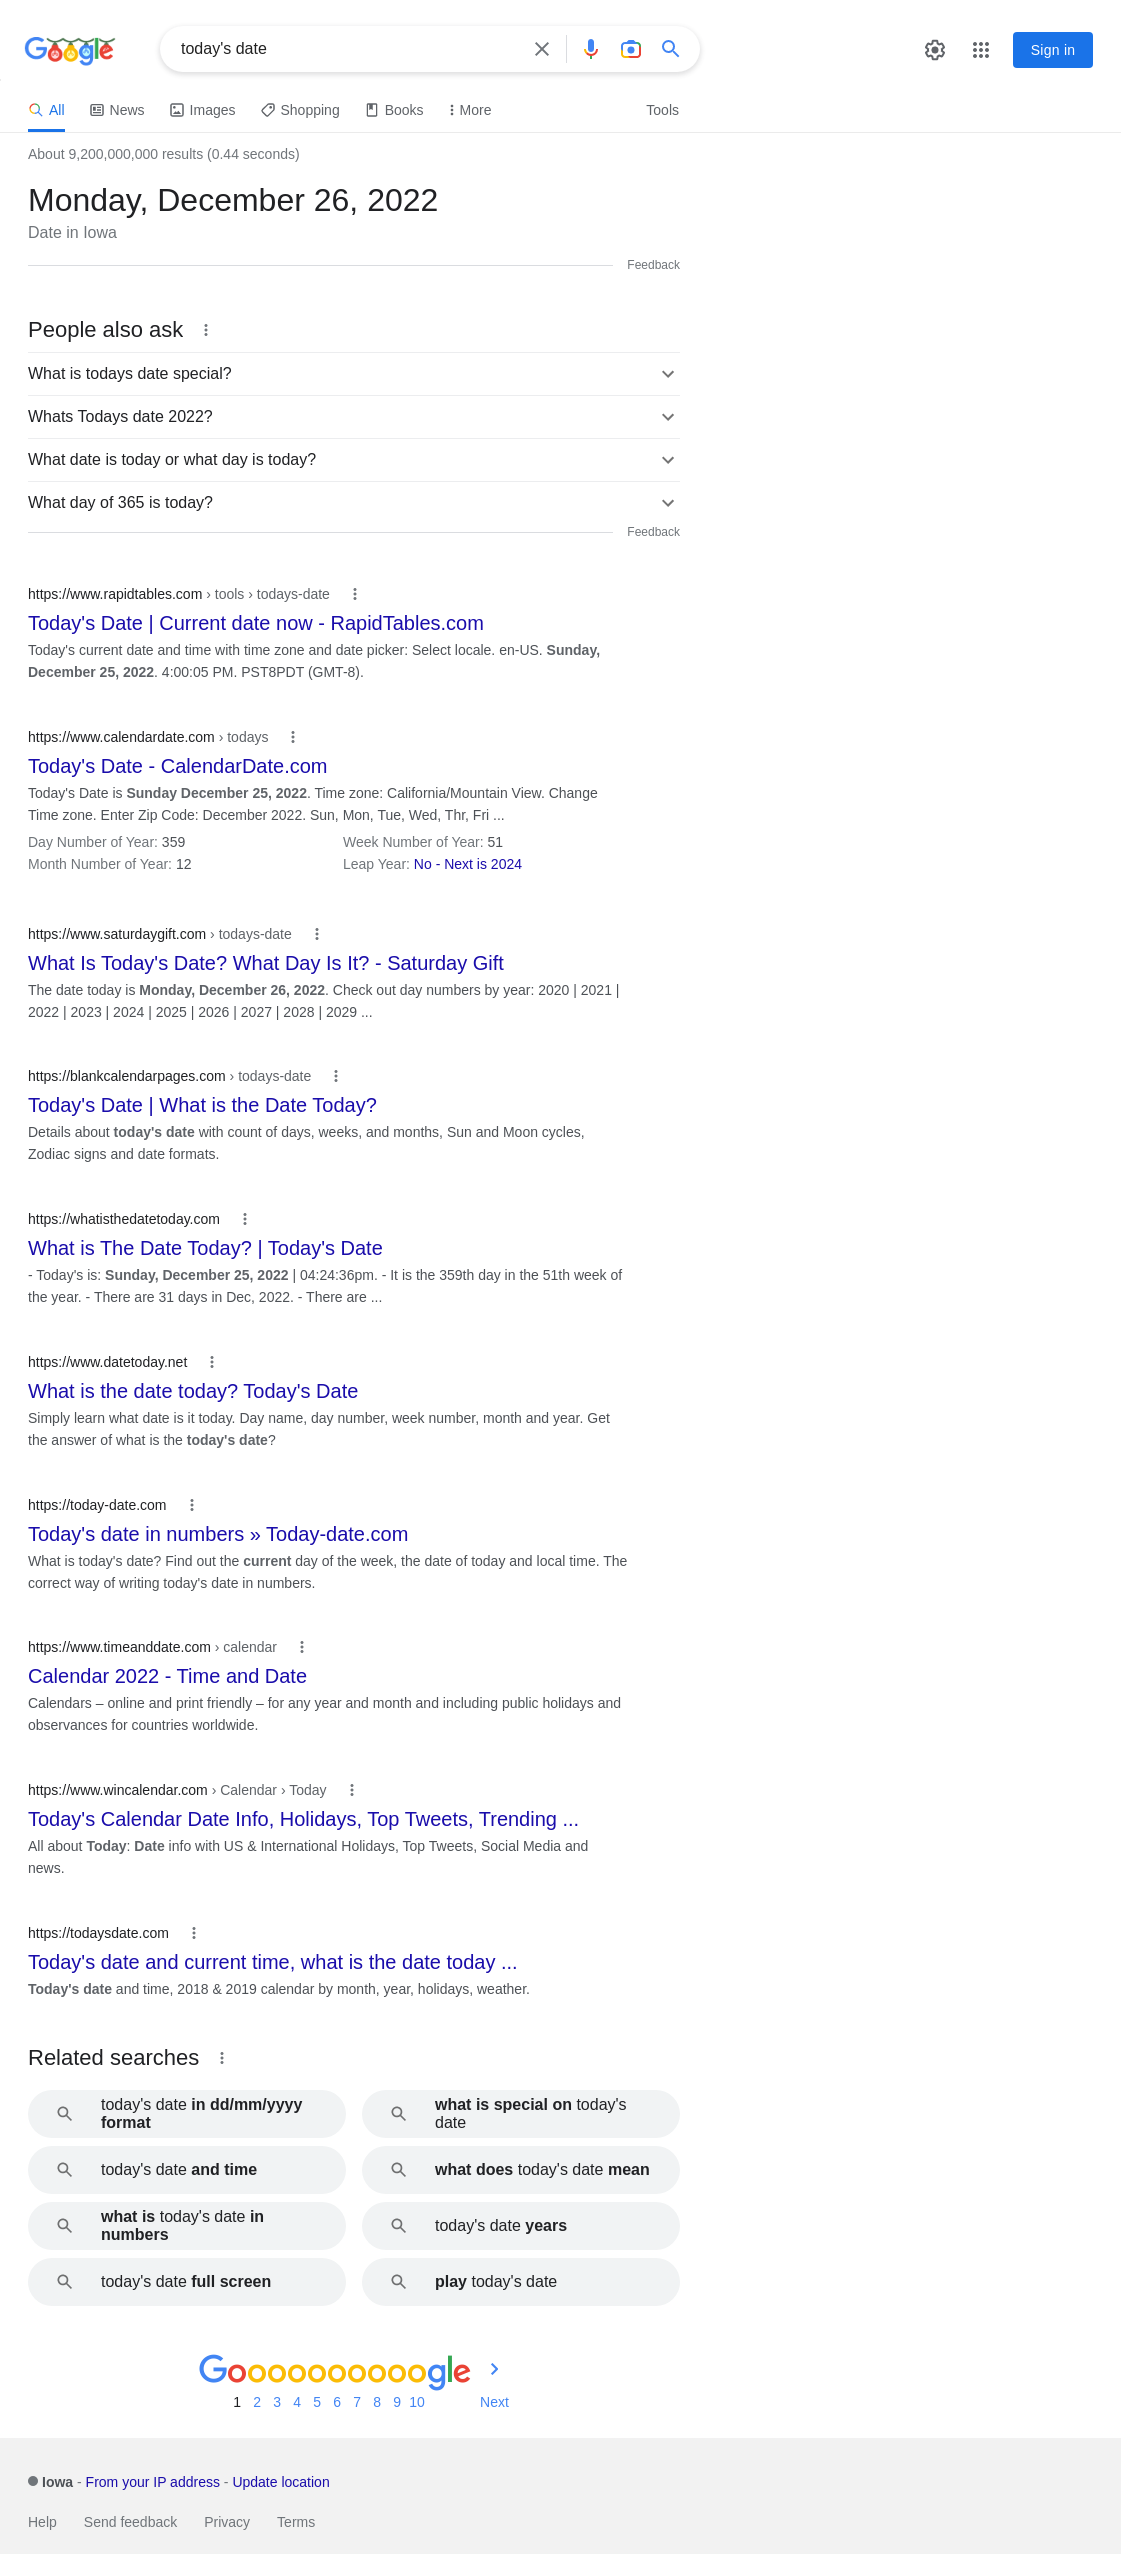 Google
today's date
Sign in
All News Images Shopping Books More Tools
About 9,200,000,000 results (0.44 seconds)
Monday, December 26, 2022
Date in Iowa
Feedback
People also ask
What is todays date special?
Whats Todays date 2022?
What date is today or what day is today?
What day of 365 is today?
Feedback
https://www.rapidtables.com › tools › todays-date
Today's Date | Current date now - RapidTables.com
Today's current date and time with time zone and date picker: Select locale. en-US. Sunday,
December 25, 2022. 4:00:05 PM. PST8PDT (GMT-8).
https://www.calendardate.com › todays
Today's Date - CalendarDate.com
Today's Date is Sunday December 25, 2022. Time zone: California/Mountain View. Change
Time zone. Enter Zip Code: December 2022. Sun, Mon, Tue, Wed, Thr, Fri ...
Day Number of Year: 359 Week Number of Year: 51
Month Number of Year: 12 Leap Year: No - Next is 2024
https://www.saturdaygift.com › todays-date
What Is Today's Date? What Day Is It? - Saturday Gift
The date today is Monday, December 26, 2022. Check out day numbers by year: 2020 | 2021 |
2022 | 2023 | 2024 | 2025 | 2026 | 2027 | 2028 | 2029 ...
https://blankcalendarpages.com › todays-date
Today's Date | What is the Date Today?
Details about today's date with count of days, weeks, and months, Sun and Moon cycles,
Zodiac signs and date formats.
https://whatisthedatetoday.com
What is The Date Today? | Today's Date
- Today's is: Sunday, December 25, 2022 | 04:24:36pm. - It is the 359th day in the 51th week of
the year. - There are 31 days in Dec, 2022. - There are ...
https://www.datetoday.net
What is the date today? Today's Date
Simply learn what date is it today. Day name, day number, week number, month and year. Get
the answer of what is the today's date?
https://today-date.com
Today's date in numbers » Today-date.com
What is today's date? Find out the current day of the week, the date of today and local time. The
correct way of writing today's date in numbers.
https://www.timeanddate.com › calendar
Calendar 2022 - Time and Date
Calendars – online and print friendly – for any year and month and including public holidays and
observances for countries worldwide.
https://www.wincalendar.com › Calendar › Today
Today's Calendar Date Info, Holidays, Top Tweets, Trending ...
All about Today: Date info with US & International Holidays, Top Tweets, Social Media and
news.
https://todaysdate.com
Today's date and current time, what is the date today ...
Today's date and time, 2018 & 2019 calendar by month, year, holidays, weather.
Related searches
today's date in dd/mm/yyyy
format
what is special on today's
date
today's date and time
what does today's date mean
what is today's date in
numbers
today's date years
today's date full screen
play today's date
Goooooooooogle
1 2 3 4 5 6 7 8 9 10 Next
Iowa - From your IP address - Update location
Help Send feedback Privacy Terms